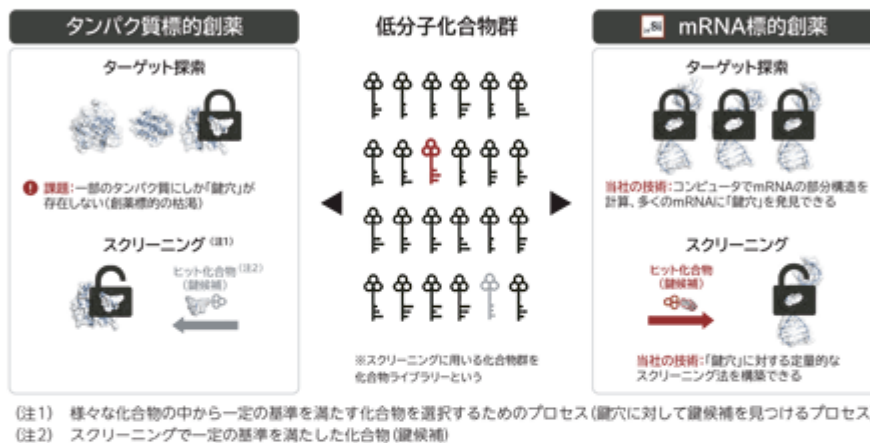 タンパク質標的創薬
ターゲット探索
課題:一部のタンパク質にしか「鍵穴」が
存在しない(創薬標的の枯渇)
スクリーニング(注1)
ヒット化合物(注2)
(鍵候補)
低分子化合物群
※スクリーニングに用いる化合物群を
化合物ライブラリーという
mRNA標的創薬
ターゲット探索
当社の技術:コンピュータでmRNAの部分構造を
計算、多くのmRNAに「鍵穴」を発見できる
スクリーニング
ヒット化合物
(鍵候補)
当社の技術:「鍵穴」に対する定量的な
スクリーニング法を構築できる
(注1) 様々な化合物の中から一定の基準を満たす化合物を選択するためのプロセス(鍵穴に対して鍵候補を見つけるプロセス
(注2) スクリーニングで一定の基準を満たした化合物(鍵候補)